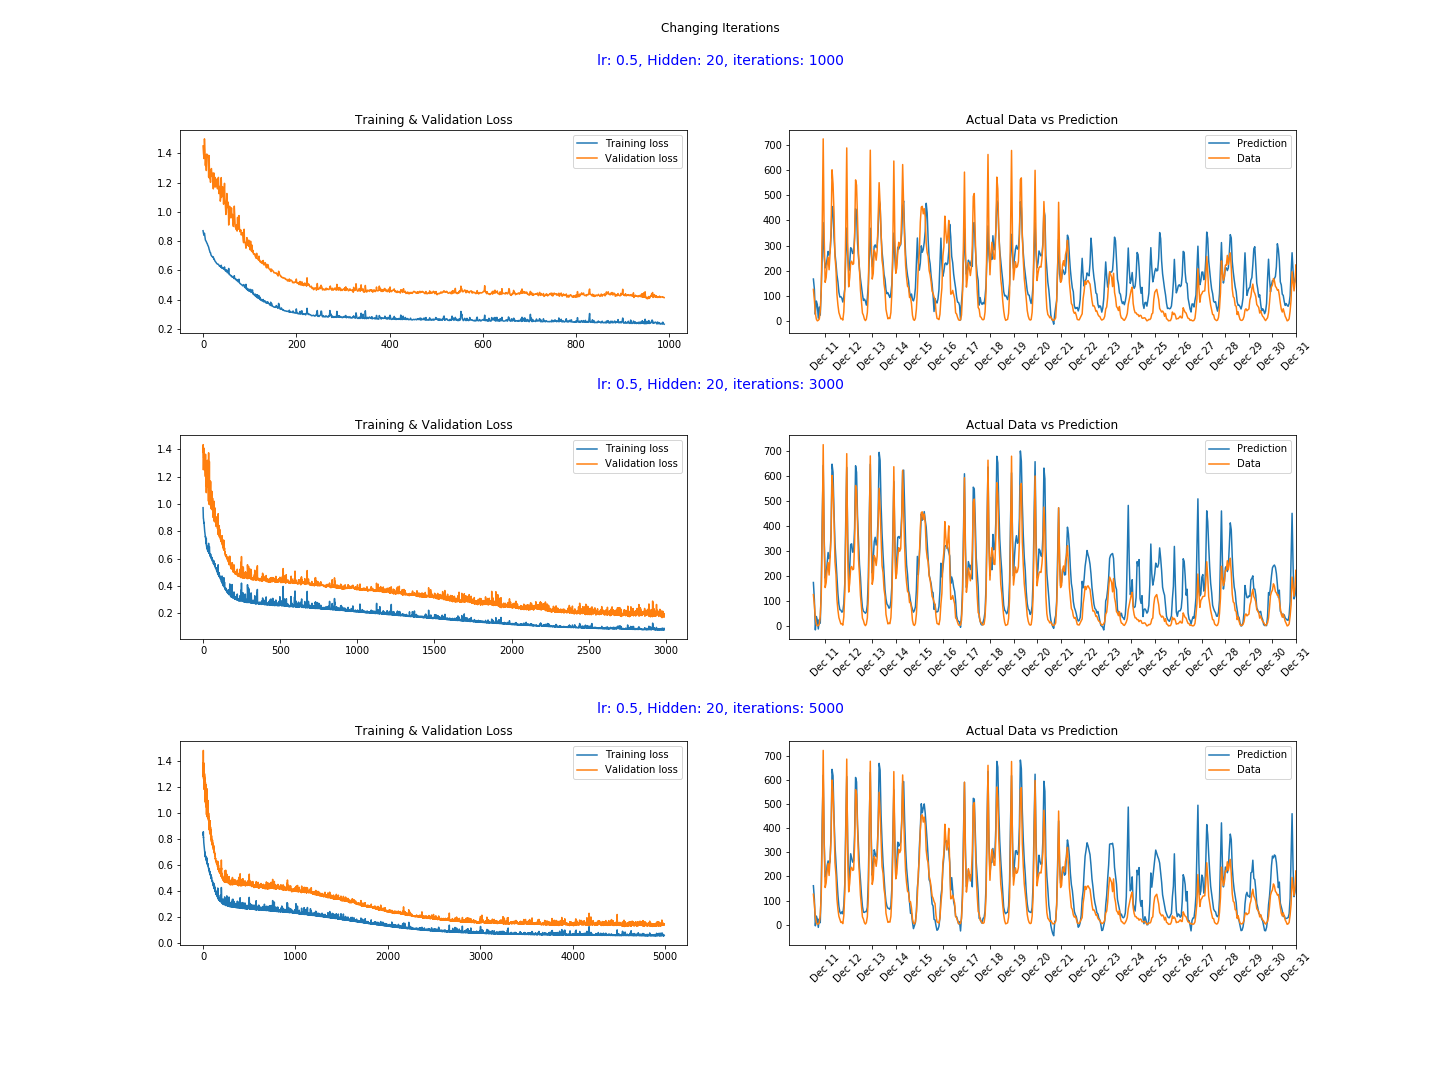 Changing Iterations
lr: 0.5, Hidden: 20, iterations: 1000
Training & Validation Loss
Training loss
Validation loss
1.4
1.2
1.0
0.8
0.6
0.4
0.2
0 200 400 600 800 1000
Actual Data vs Prediction
Prediction
Data
700
600
500
400
300
200
100
0
Dec 11 Dec 12 Dec 13 Dec 14 Dec 15 Dec 16 Dec 17 Dec 18 Dec 19 Dec 20 Dec 21 Dec 22 Dec 23 Dec 24 Dec 25 Dec 26 Dec 27 Dec 28 Dec 29 Dec 30 Dec 31
lr: 0.5, Hidden: 20, iterations: 3000
Training & Validation Loss
Training loss
Validation loss
1.4
1.2
1.0
0.8
0.6
0.4
0.2
0 500 1000 1500 2000 2500 3000
Actual Data vs Prediction
Prediction
Data
700
600
500
400
300
200
100
0
Dec 11 Dec 12 Dec 13 Dec 14 Dec 15 Dec 16 Dec 17 Dec 18 Dec 19 Dec 20 Dec 21 Dec 22 Dec 23 Dec 24 Dec 25 Dec 26 Dec 27 Dec 28 Dec 29 Dec 30 Dec 31
lr: 0.5, Hidden: 20, iterations: 5000
Training & Validation Loss
Training loss
Validation loss
1.4
1.2
1.0
0.8
0.6
0.4
0.2
0.0
0 1000 2000 3000 4000 5000
Actual Data vs Prediction
Prediction
Data
700
600
500
400
300
200
100
0
Dec 11 Dec 12 Dec 13 Dec 14 Dec 15 Dec 16 Dec 17 Dec 18 Dec 19 Dec 20 Dec 21 Dec 22 Dec 23 Dec 24 Dec 25 Dec 26 Dec 27 Dec 28 Dec 29 Dec 30 Dec 31